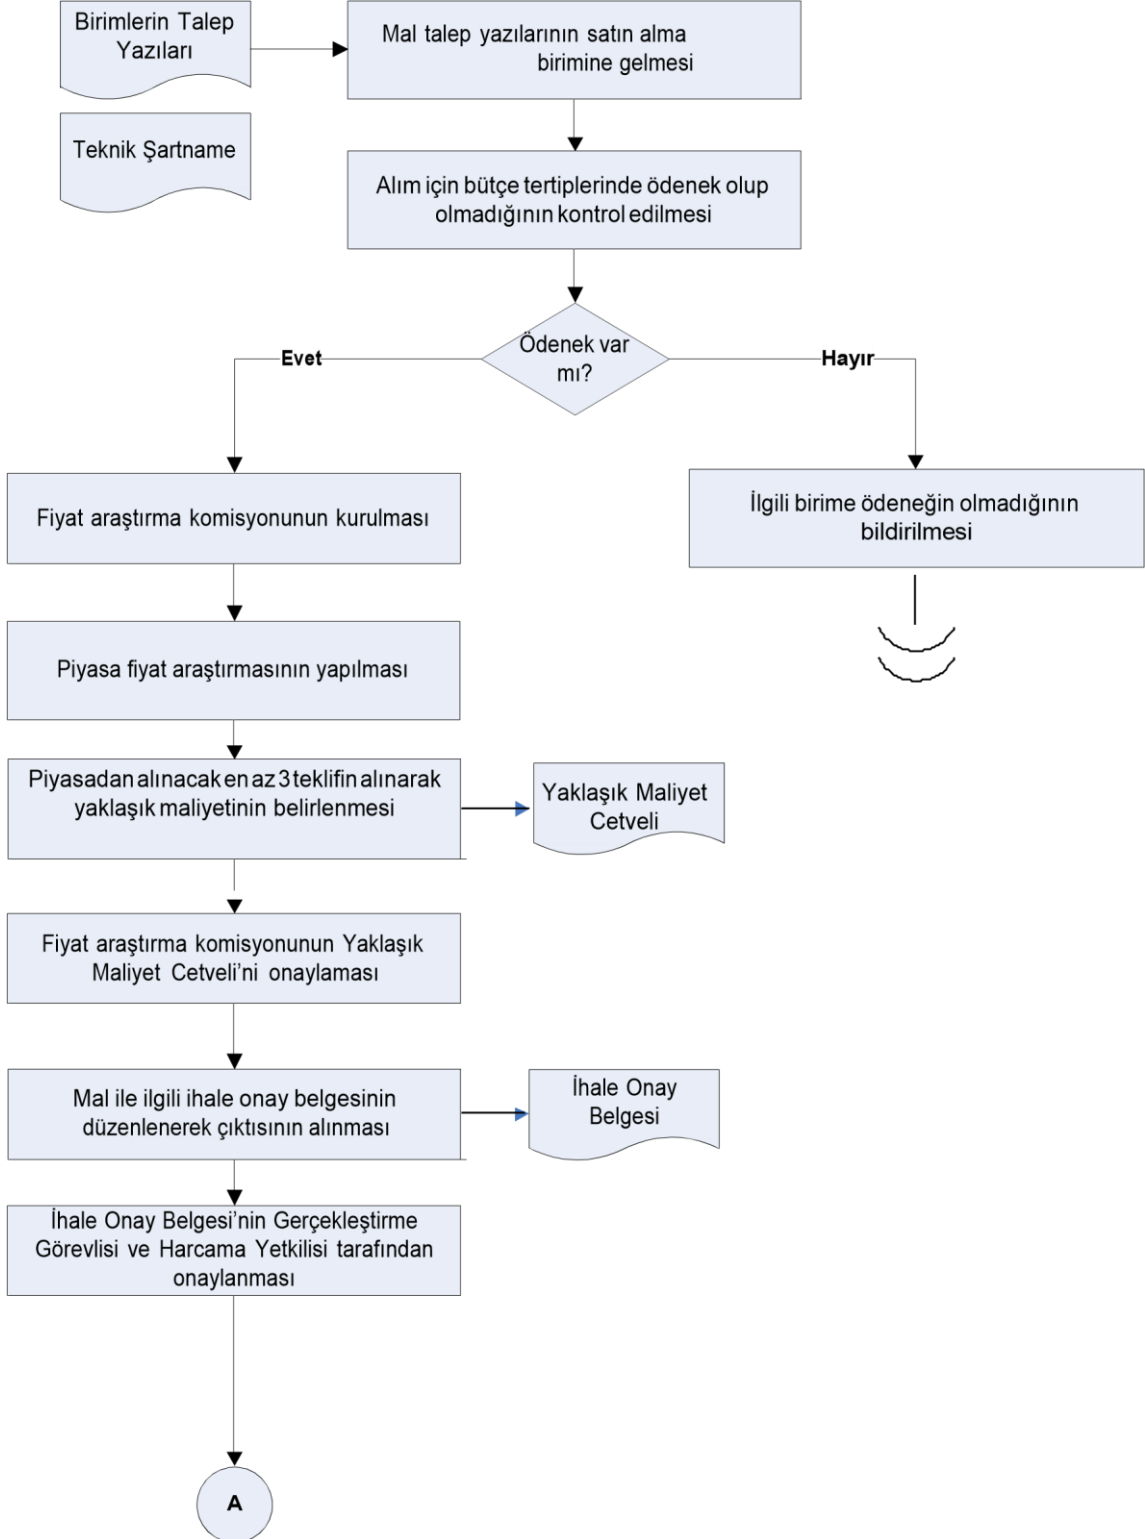 Birimlerin Talep
Yazıları
Mal talep yazılarının satın alma
birimine gelmesi
Teknik Şartname
Alım için bütçe tertiplerinde ödenek olup
olmadığının kontrol edilmesi
Ödenek var
mı?
Evet
Hayır
Fiyat araştırma komisyonunun kurulması
İlgili birime ödeneğin olmadığının
bildirilmesi
Piyasa fiyat araştırmasının yapılması
Piyasadan alınacak en az 3 teklifin alınarak
yaklaşık maliyetinin belirlenmesi
Yaklaşık Maliyet
Cetveli
Fiyat araştırma komisyonunun Yaklaşık
Maliyet Cetveli’ni onaylaması
Mal ile ilgili ihale onay belgesinin
düzenlenerek çıktısının alınması
İhale Onay
Belgesi
İhale Onay Belgesi’nin Gerçekleştirme
Görevlisi ve Harcama Yetkilisi tarafından
onaylanması
A